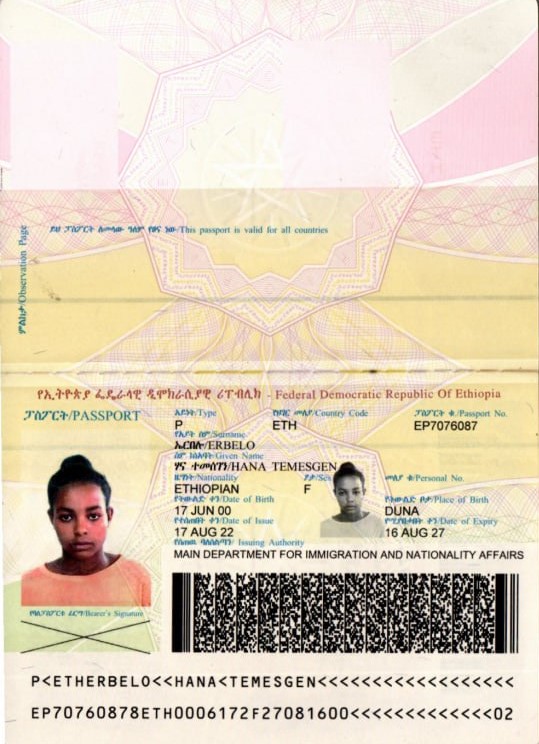 ምልከታ/Observation Page
ይህ ፓስፖርት ለመላው ዓለም የፀና ነው/This passport is valid for all countries
የኢትዮጵያ ፌዴራላዊ ዲሞክራሲያዊ ሪፐብሊክ - Federal Democratic Republic Of Ethiopia
ፓስፖርት/PASSPORT
አይነት/Type
የሀገር መለያ/Country Code
ፓስፖርት ቁ./Passport No.
P
ETH
EP7076087
የአያት ስም/Surname
ኤርበሎ/ERBELO
ስም ከነአባት/Given Name
ሃና ተመስገን/HANA TEMESGEN
ዜግነት/Nationality
ፆታ/Sex
መለያ ቁ/Personal No.
ETHIOPIAN
F
የትውልድ ቀን/Date of Birth
የትውልድ ቦታ/Place of Birth
17 JUN 00
DUNA
የተሰጠበት ቀን/Date of Issue
የሚያበቃበት ቀን/Date of Expiry
17 AUG 22
16 AUG 27
የሰጠዉ ባለስልጣን/ Issuing Authority
MAIN DEPARTMENT FOR IMMIGRATION AND NATIONALITY AFFAIRS
የባለፓስፖርቱ ፊርማ/Bearer's Signature
P<ETHERBELO<<HANA<TEMESGEN<<<<<<<<<<<<<<<<<<
EP70760878ETH0006172F27081600<<<<<<<<<<<<<02